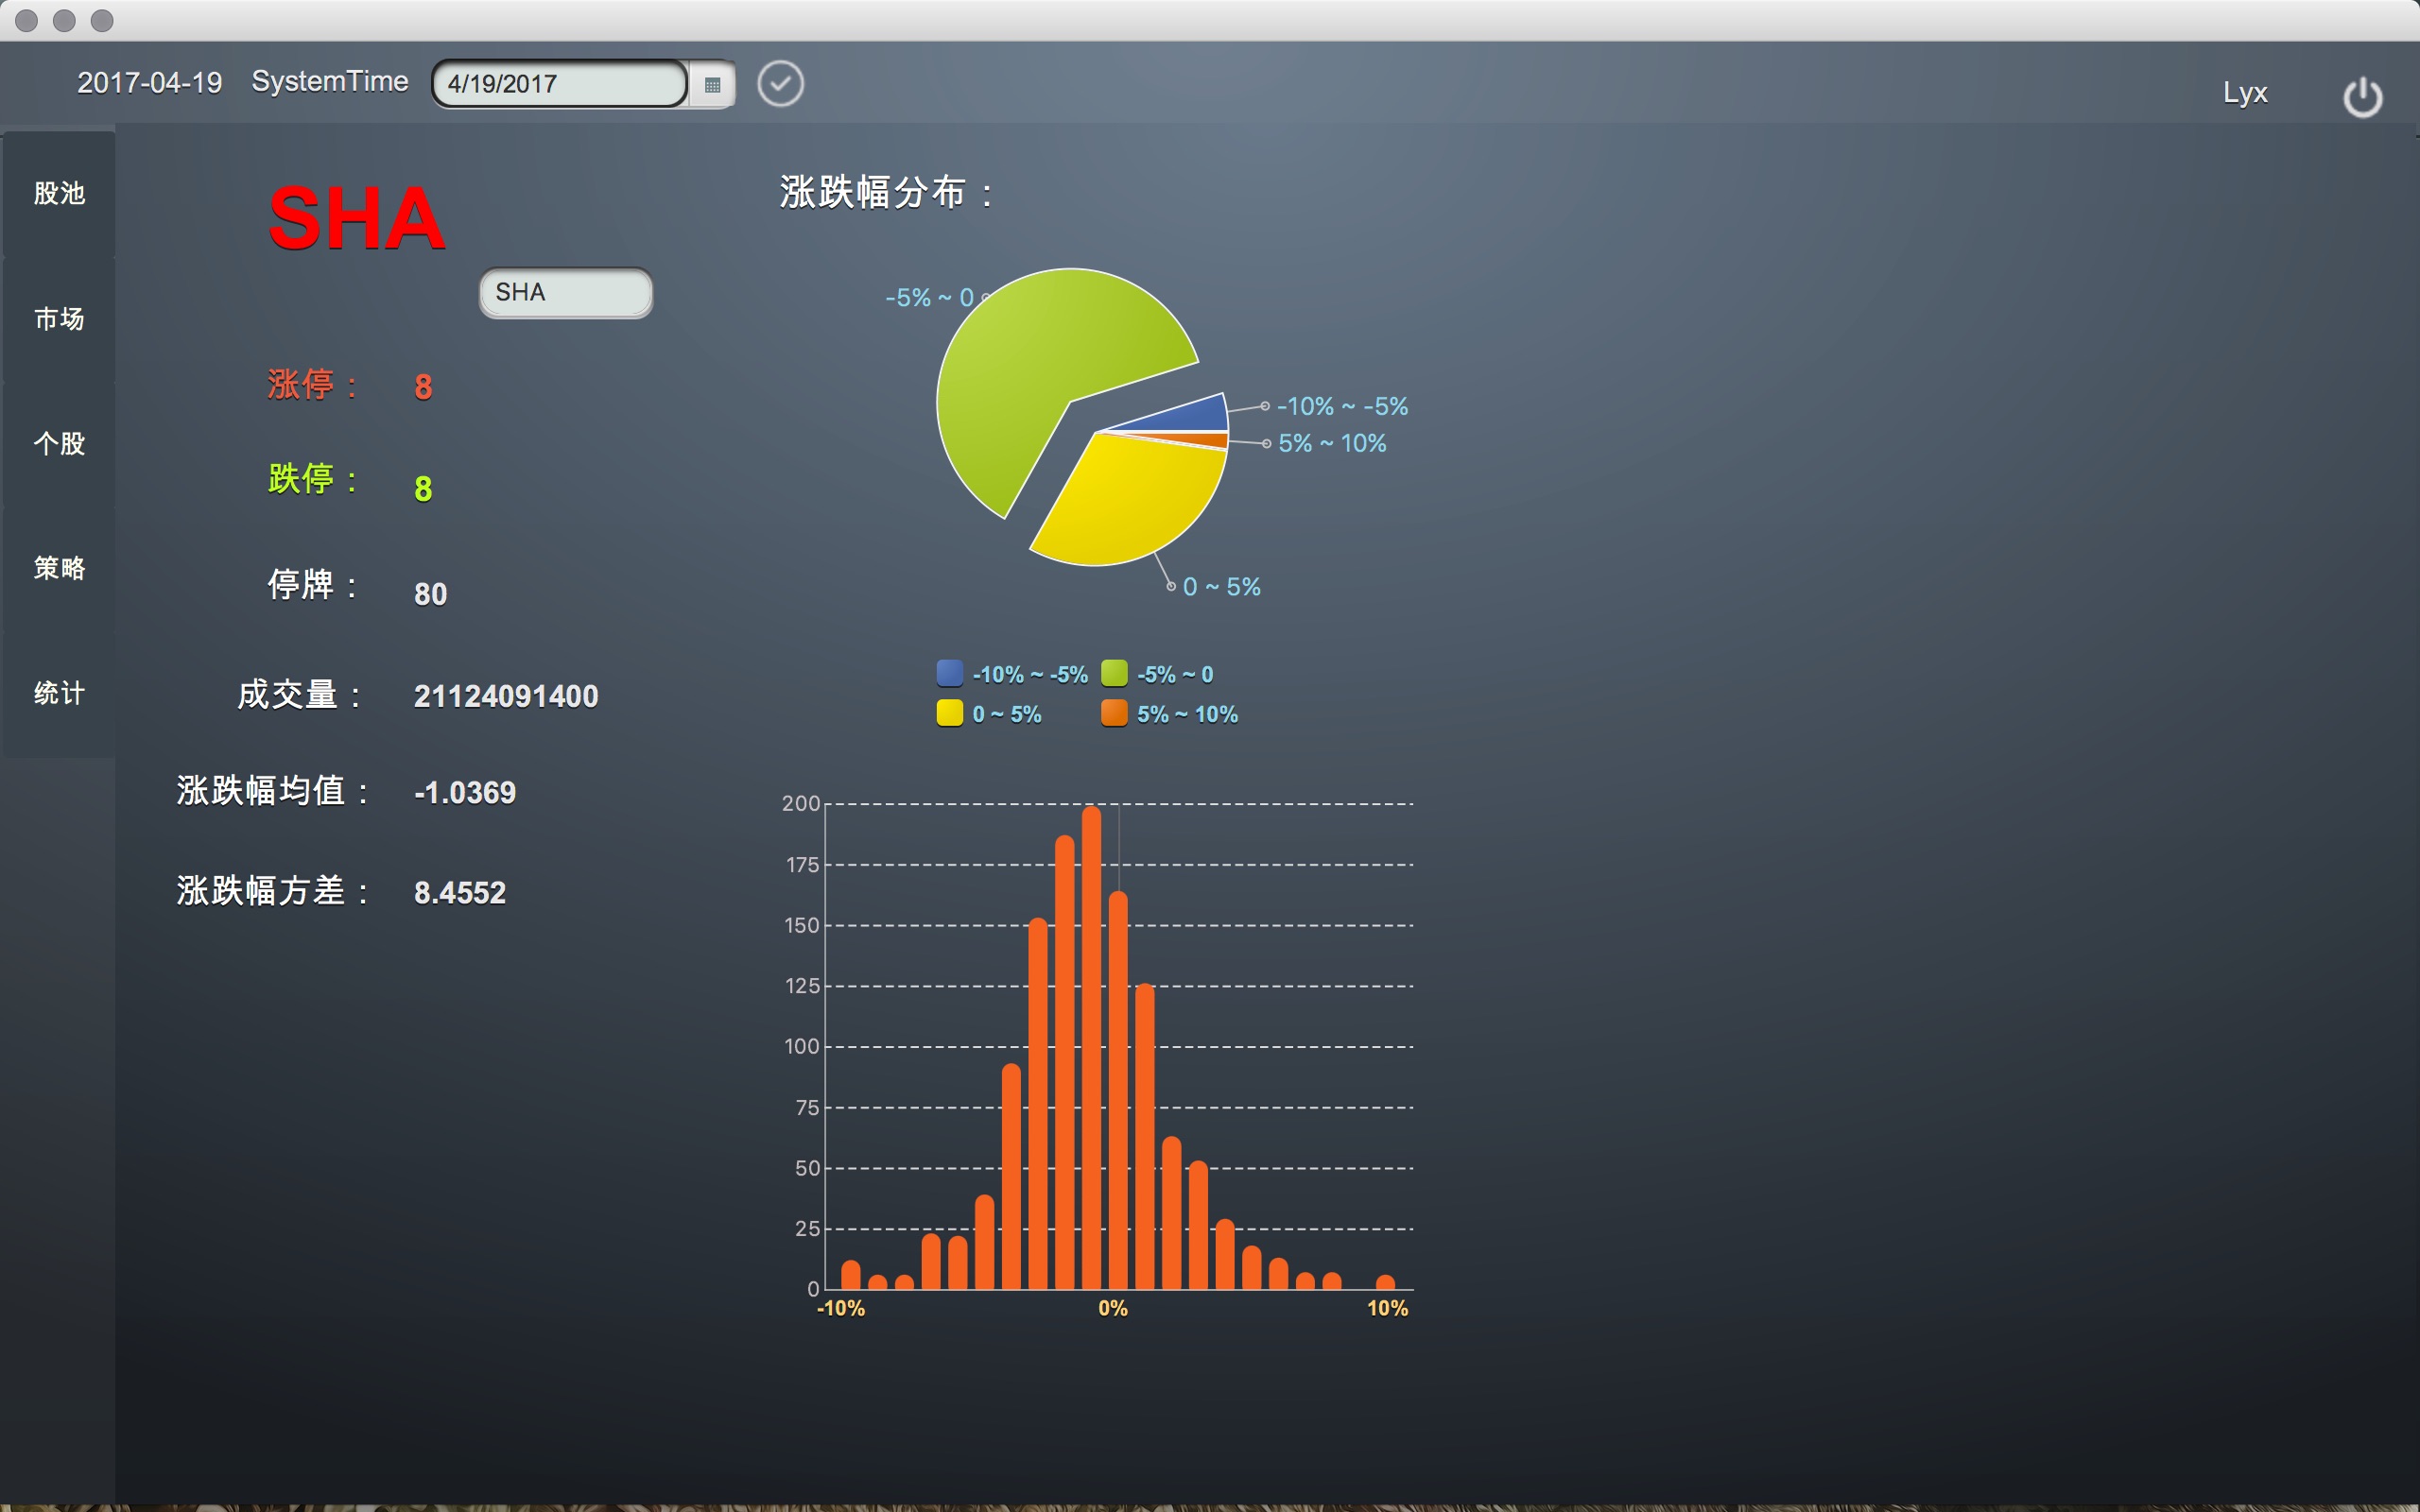 2017-04-19 SystemTime 4/19/2017 Lyx
股池
市场
个股
策略
统计
SHA
SHA
涨停： 8
跌停： 8
停牌： 80
成交量： 21124091400
涨跌幅均值： -1.0369
涨跌幅方差： 8.4552
涨跌幅分布：
-5% ~ 0
-10% ~ -5%
5% ~ 10%
0 ~ 5%
-10% ~ -5% -5% ~ 0
0 ~ 5% 5% ~ 10%
200
175
150
125
100
75
50
25
0
-10% 0% 10%